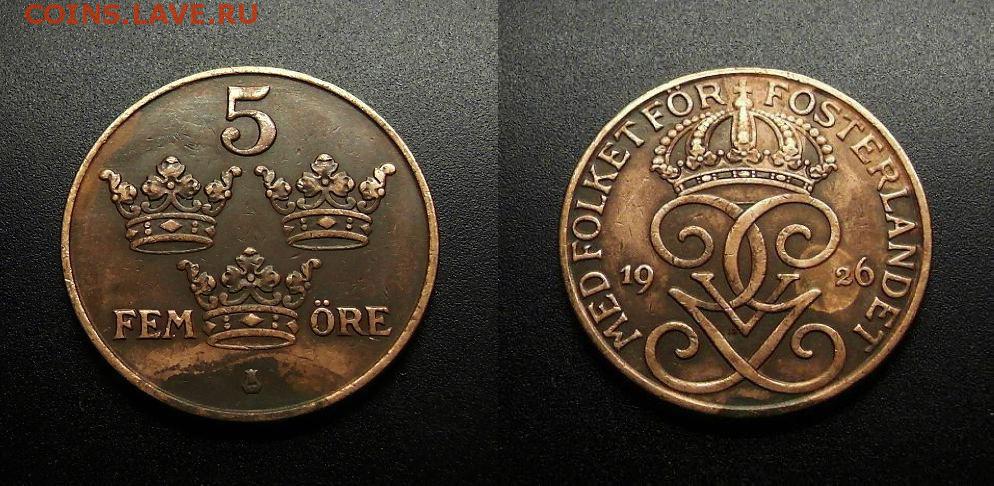 COINS.LAVE.RU
5
FEM ÖRE
MED FOLKET FÖR FOSTERLANDET
19 26